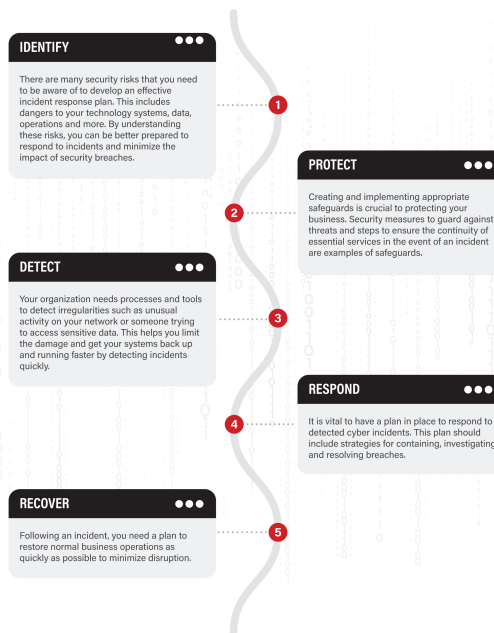 IDENTIFY
There are many security risks that you need
to be aware of to develop an effective
incident response plan. This includes
dangers to your technology systems, data,
operations and more. By understanding
these risks, you can be better prepared to
respond to incidents and minimize the
impact of security breaches.
1
PROTECT
Creating and implementing appropriate
safeguards is crucial to protecting your
business. Security measures to guard against
threats and steps to ensure the continuity of
essential services in the event of an incident
are examples of safeguards.
2
DETECT
Your organization needs processes and tools
to detect irregularities such as unusual
activity on your network or someone trying
to access sensitive data. This helps you limit
the damage and get your systems back up
and running faster by detecting incidents
quickly.
3
RESPOND
It is vital to have a plan in place to respond to
detected cyber incidents. This plan should
include strategies for containing, investigating
and resolving breaches.
4
RECOVER
Following an incident, you need a plan to
restore normal business operations as
quickly as possible to minimize disruption.
5